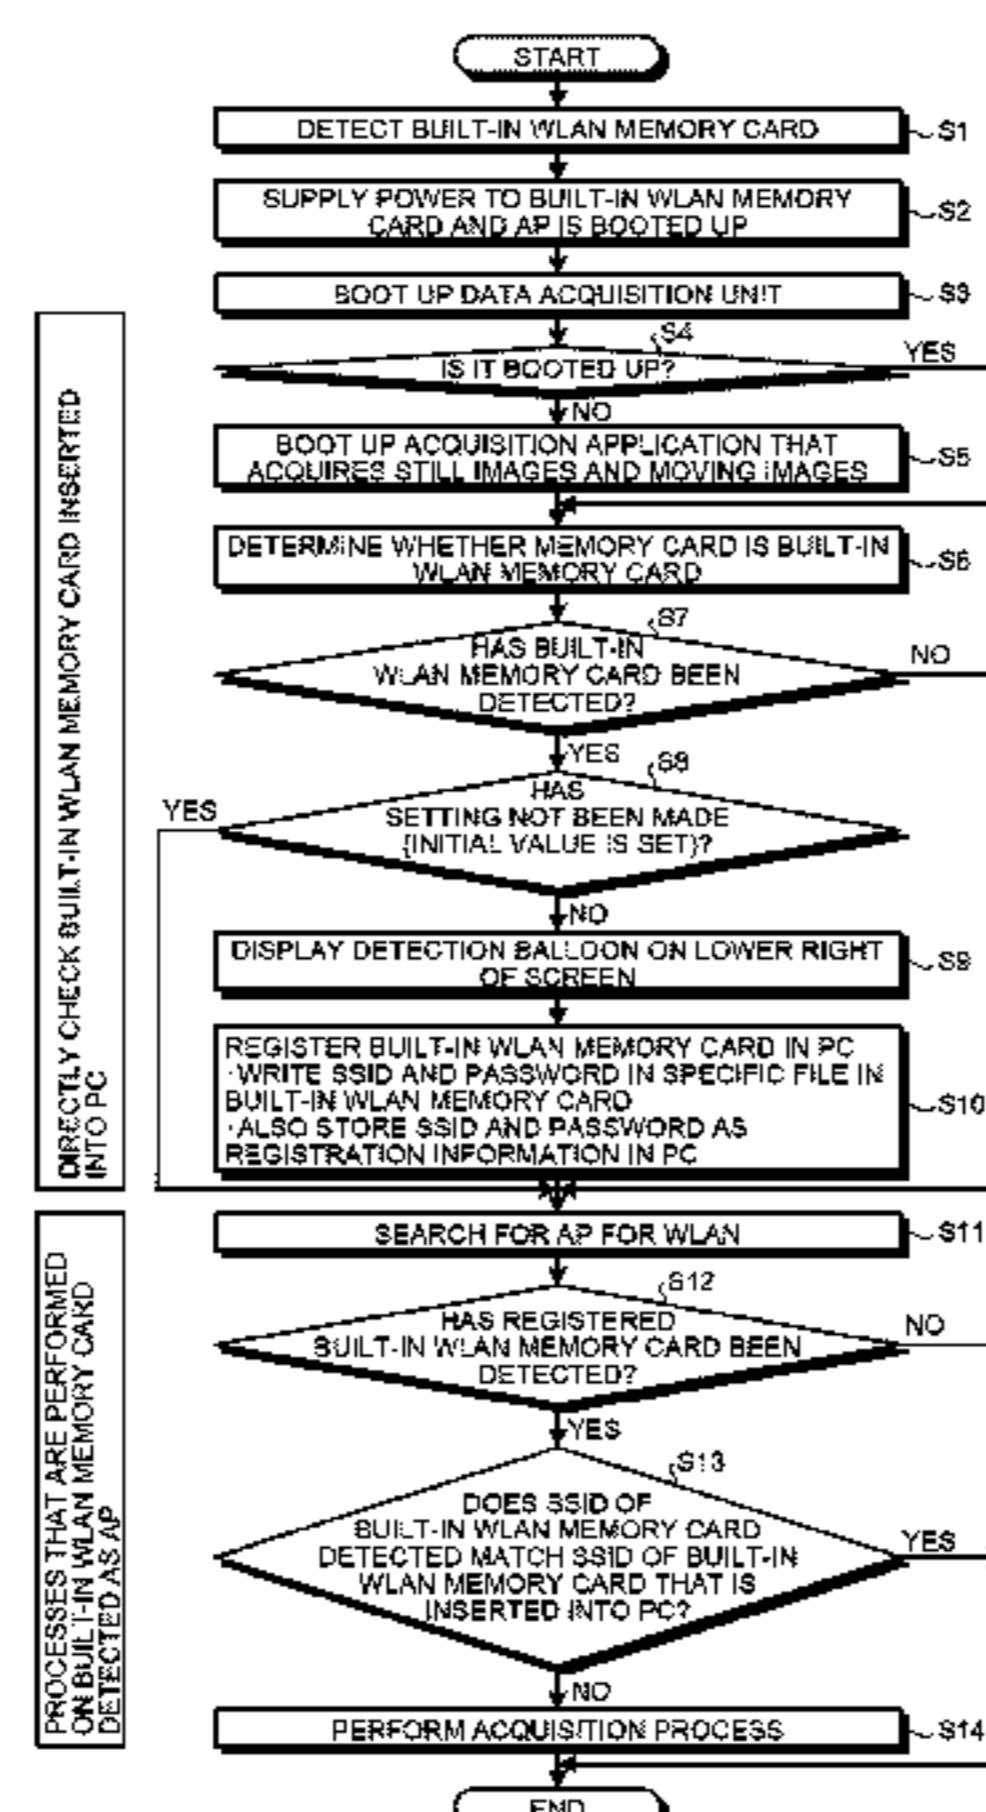 START
DETECT BUILT-IN WLAN MEMORY CARD
S1
SUPPLY POWER TO BUILT-IN WLAN MEMORY
CARD AND AP IS BOOTED UP
S2
BOOT UP DATA ACQUISITION UNIT
S3
S4
IS IT BOOTED UP?
YES
NO
BOOT UP ACQUISITION APPLICATION THAT
ACQUIRES STILL IMAGES AND MOVING IMAGES
S5
DETERMINE WHETHER MEMORY CARD IS BUILT-IN
WLAN MEMORY CARD
S6
S7
HAS BUILT-IN
WLAN MEMORY CARD BEEN
DETECTED?
NO
YES
S8
HAS
SETTING NOT BEEN MADE
(INITIAL VALUE IS SET)?
YES
NO
DISPLAY DETECTION BALLOON ON LOWER RIGHT
OF SCREEN
S9
REGISTER BUILT-IN WLAN MEMORY CARD IN PC
·WRITE SSID AND PASSWORD IN SPECIFIC FILE IN
BUILT-IN WLAN MEMORY CARD
·ALSO STORE SSID AND PASSWORD AS
REGISTRATION INFORMATION IN PC
S10
DIRECTLY CHECK BUILT-IN WLAN MEMORY CARD INSERTED
INTO PC
SEARCH FOR AP FOR WLAN
S11
S12
HAS REGISTERED
BUILT-IN WLAN MEMORY CARD BEEN
DETECTED?
NO
YES
S13
DOES SSID OF
BUILT-IN WLAN MEMORY CARD
DETECTED MATCH SSID OF BUILT-IN
WLAN MEMORY CARD THAT IS
INSERTED INTO PC?
YES
NO
PERFORM ACQUISITION PROCESS
S14
PROCESSES THAT ARE PERFORMED
ON BUILT-IN WLAN MEMORY CARD
DETECTED AS AP
END